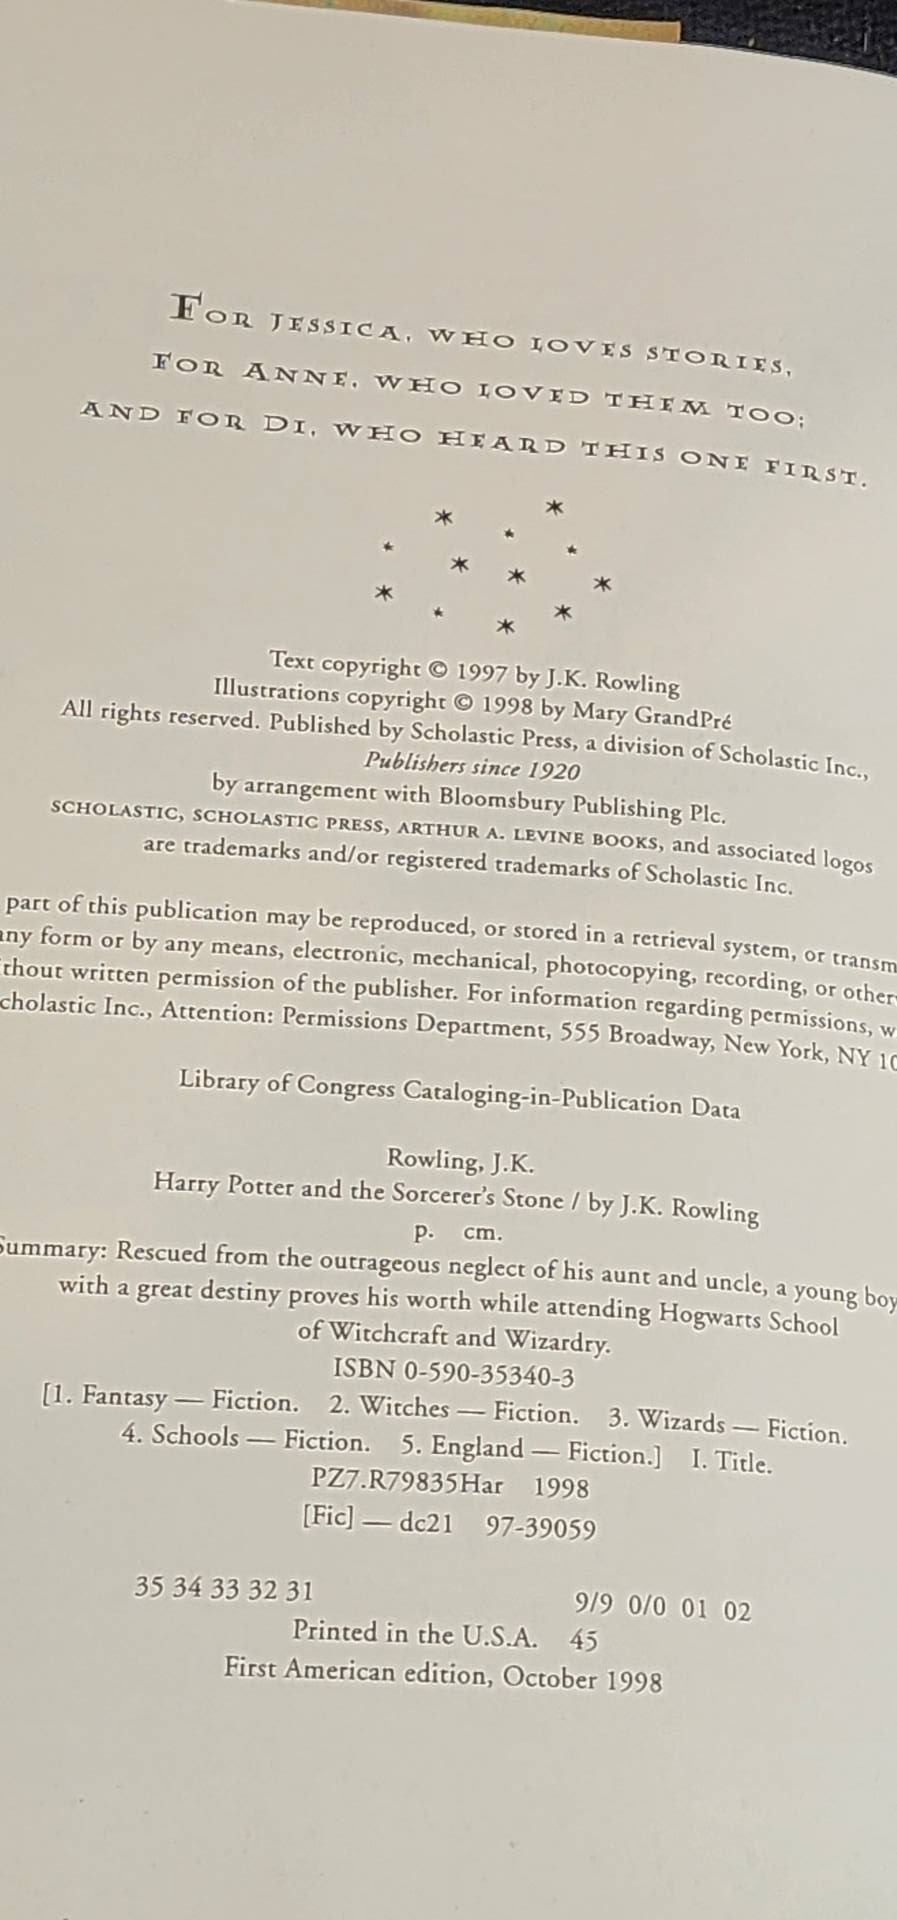 FOR JESSICA, WHO LOVES STORIES,
FOR ANNE, WHO LOVED THEM TOO;
AND FOR DI, WHO HEARD THIS ONE FIRST.
Text copyright © 1997 by J.K. Rowling
Illustrations copyright © 1998 by Mary GrandPré
All rights reserved. Published by Scholastic Press, a division of Scholastic Inc.,
Publishers since 1920
by arrangement with Bloomsbury Publishing Plc.
SCHOLASTIC, SCHOLASTIC PRESS, ARTHUR A. LEVINE BOOKS, and associated logos
are trademarks and/or registered trademarks of Scholastic Inc.
part of this publication may be reproduced, or stored in a retrieval system, or transm
any form or by any means, electronic, mechanical, photocopying, recording, or other
thout written permission of the publisher. For information regarding permissions, w
cholastic Inc., Attention: Permissions Department, 555 Broadway, New York, NY 10
Library of Congress Cataloging-in-Publication Data
Rowling, J.K.
Harry Potter and the Sorcerer's Stone / by J.K. Rowling
p. cm.
Summary: Rescued from the outrageous neglect of his aunt and uncle, a young boy
with a great destiny proves his worth while attending Hogwarts School
of Witchcraft and Wizardry.
ISBN 0-590-35340-3
[1. Fantasy — Fiction. 2. Witches — Fiction. 3. Wizards — Fiction.
4. Schools — Fiction. 5. England — Fiction.] I. Title.
PZ7.R79835Har 1998
[Fic] — dc21 97-39059
35 34 33 32 31 9/9 0/0 01 02
Printed in the U.S.A. 45
First American edition, October 1998